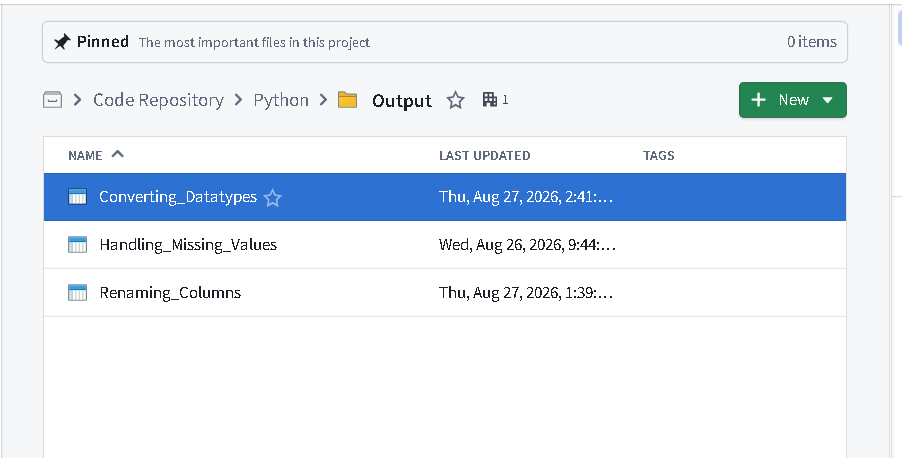 Pinned The most important files in this project 0 items
Code Repository Python Output 1
New
NAME LAST UPDATED TAGS
Converting_Datatypes Thu, Aug 27, 2026, 2:41:...
Handling_Missing_Values Wed, Aug 26, 2026, 9:44:...
Renaming_Columns Thu, Aug 27, 2026, 1:39:...